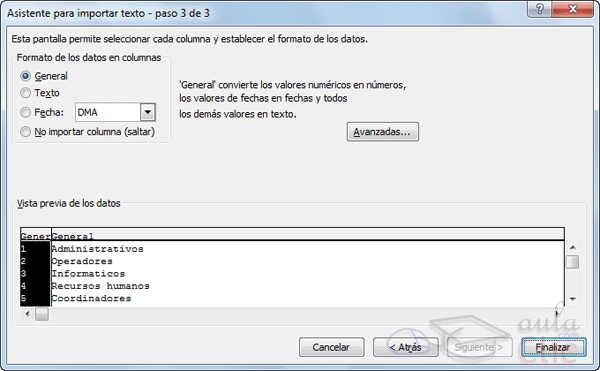 Asistente para importar texto - paso 3 de 3
Esta pantalla permite seleccionar cada columna y establecer el formato de los datos.
Formato de los datos en columnas
General
Texto
Fecha: DMA
No importar columna (saltar)
'General' convierte los valores numéricos en números,
los valores de fechas en fechas y todos
los demás valores en texto.
Avanzadas...
Vista previa de los datos
Gener General
1 Administrativos
2 Operadores
3 Informaticos
4 Recursos humanos
5 Coordinadores
aula
.com
clic
Cancelar < Atrás Siguiente > Finalizar